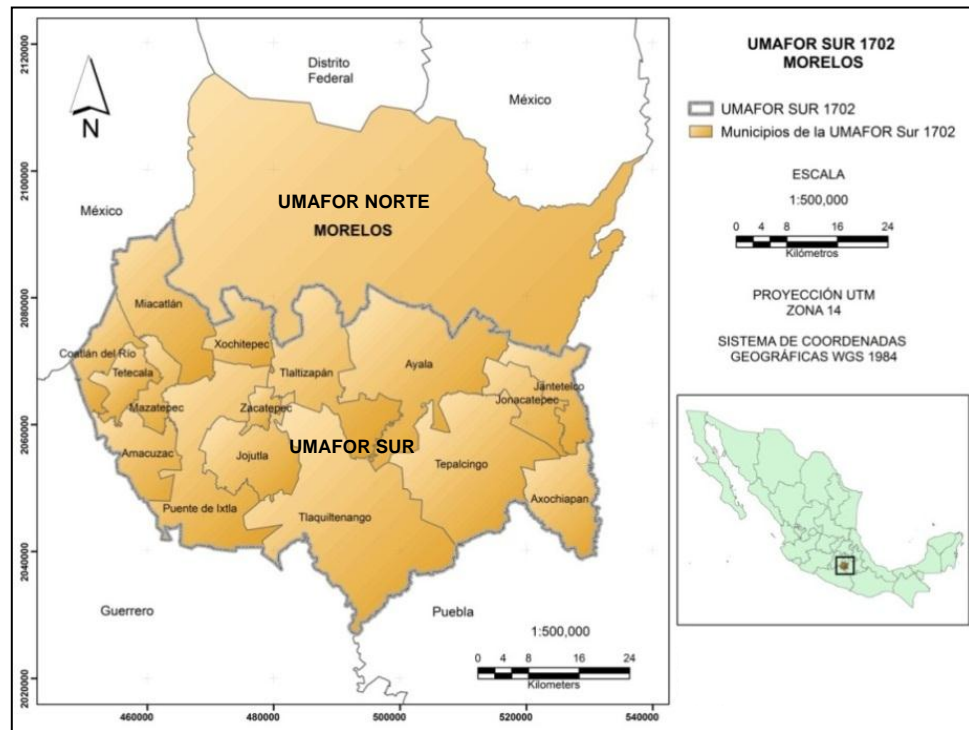 2120000
2100000
2080000
2060000
2040000
2020000
460000
480000
500000
520000
540000
N
Distrito
Federal
México
México
UMAFOR NORTE
MORELOS
Miacatlán
Xochitepec
Coatlán del Río
Tetecala
Tlaltizapán
Ayala
Jantetelco
Jonacatepec
Mazatepec
Zacatepec
UMAFOR SUR
Amacuzac
Jojutla
Tepalcingo
Axochiapan
Puente de Ixtla
Tlaquiltenango
Guerrero
Puebla
1:500,000
0 4 8 16 24
Kilometers
UMAFOR SUR 1702
MORELOS
UMAFOR SUR 1702
Municipios de la UMAFOR Sur 1702
ESCALA
1:500,000
0 4 8 16 24
Kilómetros
PROYECCIÓN UTM
ZONA 14
SISTEMA DE COORDENADAS
GEOGRÁFICAS WGS 1984